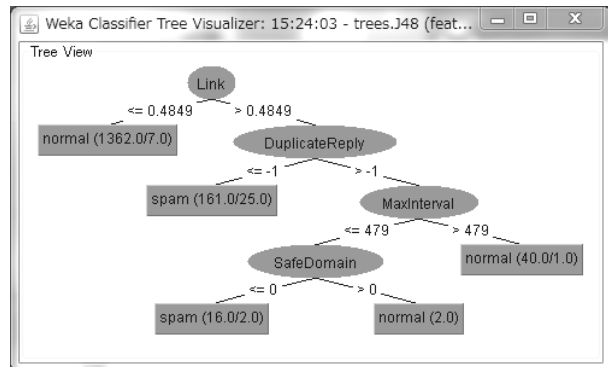 Weka Classifier Tree Visualizer: 15:24:03 - trees.J48 (feat...
Tree View
Link
<= 0.4849 > 0.4849
normal (1362.0/7.0)
DuplicateReply
<= -1 > -1
spam (161.0/25.0)
MaxInterval
<= 479 > 479
SafeDomain
normal (40.0/1.0)
<= 0 > 0
spam (16.0/2.0) normal (2.0)